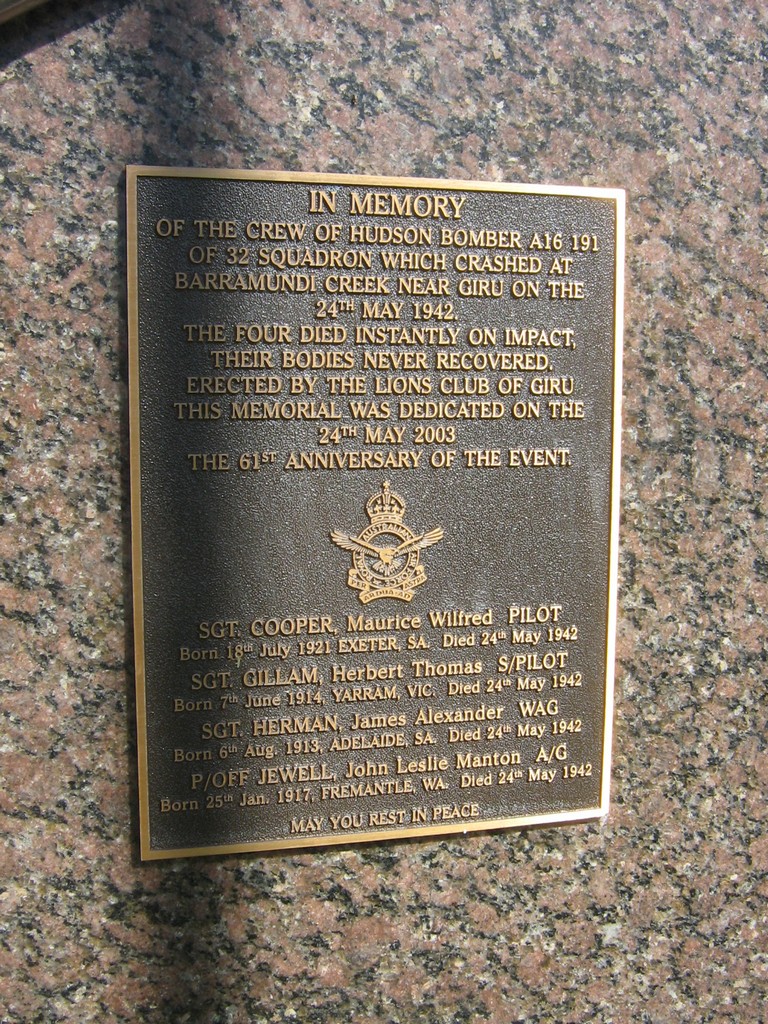 IN MEMORY
OF THE CREW OF HUDSON BOMBER A16 191
OF 32 SQUADRON WHICH CRASHED AT
BARRAMUNDI CREEK NEAR GIRU ON THE
24TH MAY 1942.
THE FOUR DIED INSTANTLY ON IMPACT,
THEIR BODIES NEVER RECOVERED.
ERECTED BY THE LIONS CLUB OF GIRU
THIS MEMORIAL WAS DEDICATED ON THE
24TH MAY 2003
THE 61ST ANNIVERSARY OF THE EVENT.
AUSTRALIAN
PER ASTRA
ARDUA·AD
SGT. COOPER, Maurice Wilfred PILOT
Born 18th July 1921 EXETER, SA. Died 24th May 1942
SGT. GILLAM, Herbert Thomas S/PILOT
Born 7th June 1914, YARRAM, VIC. Died 24th May 1942
SGT. HERMAN, James Alexander WAG
Born 6th Aug. 1913, ADELAIDE, SA. Died 24th May 1942
P/OFF JEWELL, John Leslie Manton A/G
Born 25th Jan. 1917, FREMANTLE, WA. Died 24th May 1942
MAY YOU REST IN PEACE